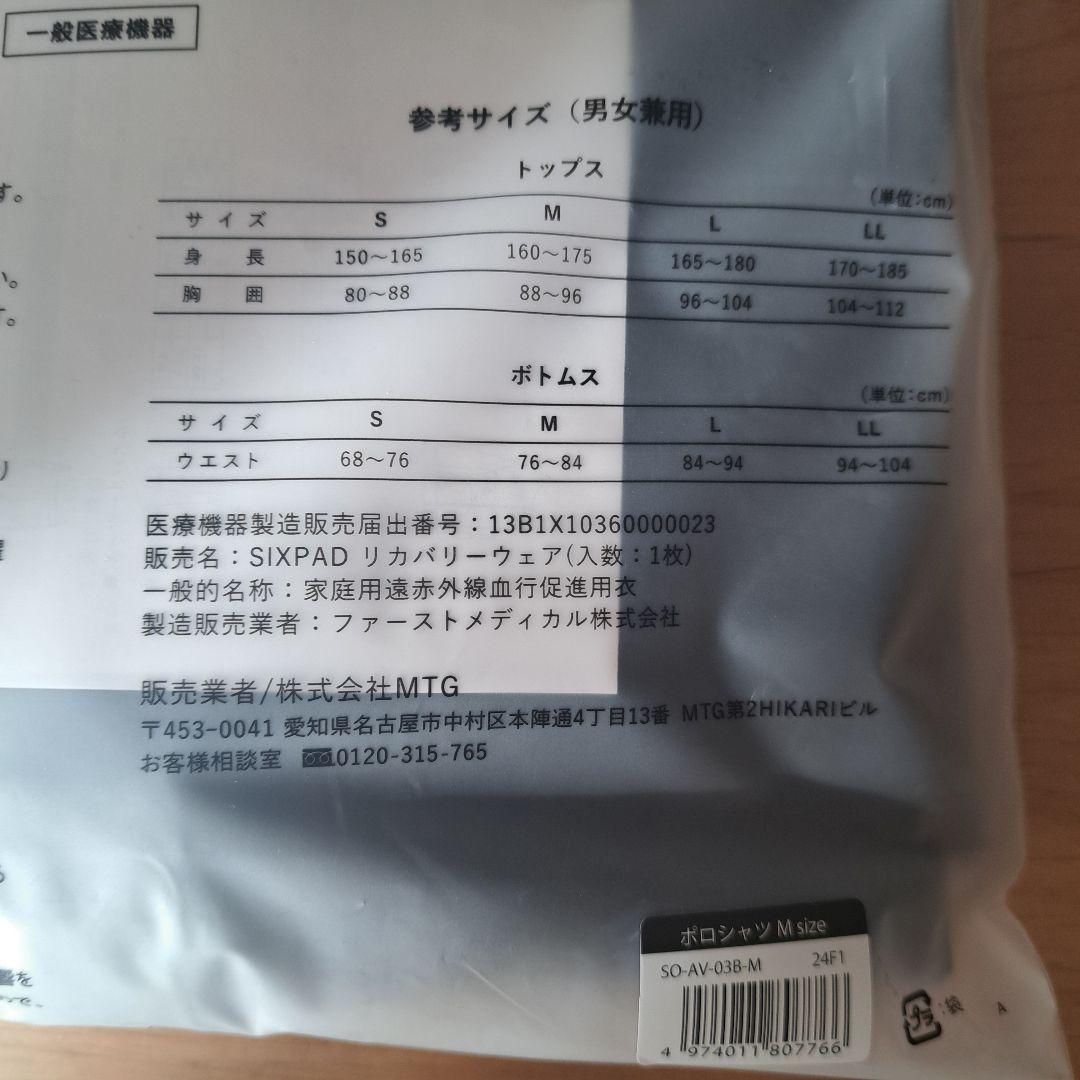 一般医療機器
参考サイズ（男女兼用）
す。
トップス
(単位:cm)
サイズ S M L LL
身長 150〜165 160〜175 165〜180 170〜185
い。
胸囲 80〜88 88〜96 96〜104 104〜112
す。
ボトムス
(単位:cm)
サイズ S M L LL
ウエスト 68〜76 76〜84 84〜94 94〜104
医療機器製造販売届出番号：13B1X10360000023
販売名：SIXPAD リカバリーウェア(入数：1枚)
一般的名称：家庭用遠赤外線血行促進用衣
製造販売業者：ファーストメディカル株式会社
販売業者/株式会社MTG
〒453-0041 愛知県名古屋市中村区本陣通4丁目13番 MTG第2HIKARIビル
お客様相談室 0120-315-765
ポロシャツ M size
SO-AV-03B-M 24F1
4 974011 807766
プラ :袋 A